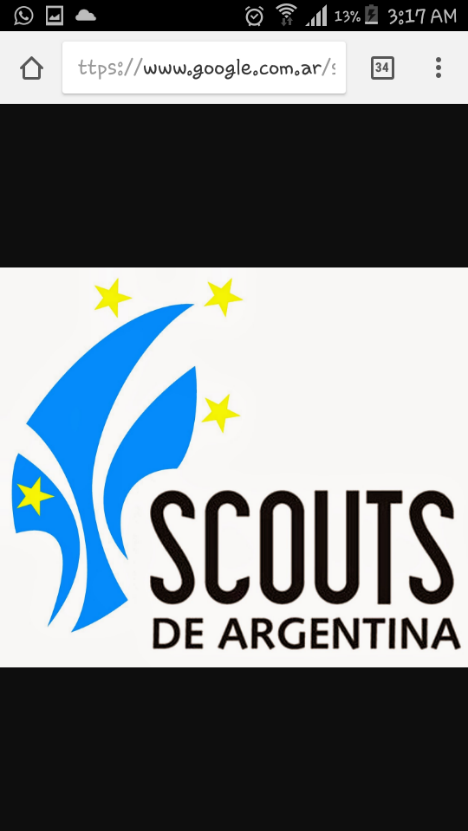 13% 3:17 AM
ttps://www.google.com.ar/s
34
SCOUTS
DE ARGENTINA